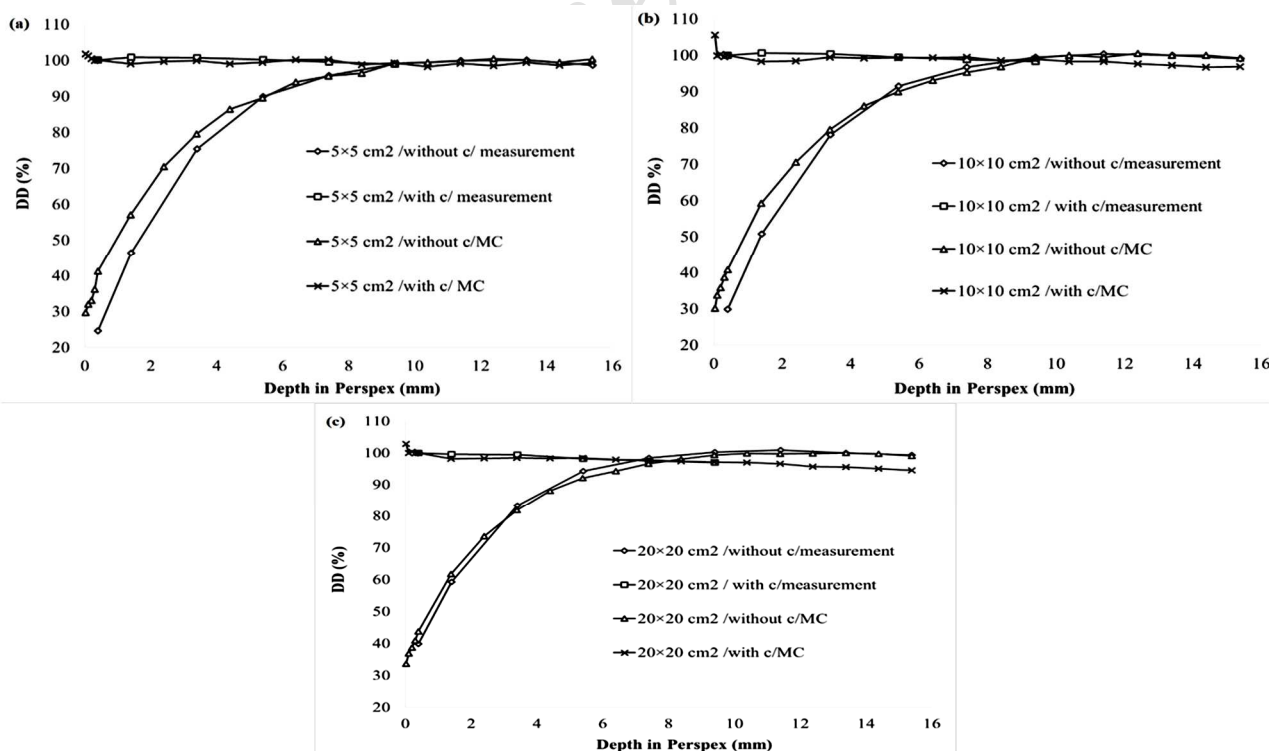 (a)
110
100
90
80
70
60
50
40
30
20
DD (%)
5×5 cm2 /without c/ measurement
5×5 cm2 /with c/ measurement
5×5 cm2 /without c/MC
5×5 cm2 /with c/ MC
0 2 4 6 8 10 12 14 16
Depth in Perspex (mm)
(b)
110
100
90
80
70
60
50
40
30
20
DD %)
10×10 cm2 /without c/measurement
10×10 cm2 / with c/measurement
10×10 cm2 /without c/MC
10×10 cm2 /with c/MC
0 2 4 6 8 10 12 14 16
Depth in Perspex (mm)
(c)
110
100
90
80
70
60
50
40
30
20
DD (%)
20×20 cm2 /without c/measurement
20×20 cm2 / with c/measurement
20×20 cm2 /without c/MC
20×20 cm2 /with c/MC
0 2 4 6 8 10 12 14 16
Depth in Perspex (mm)